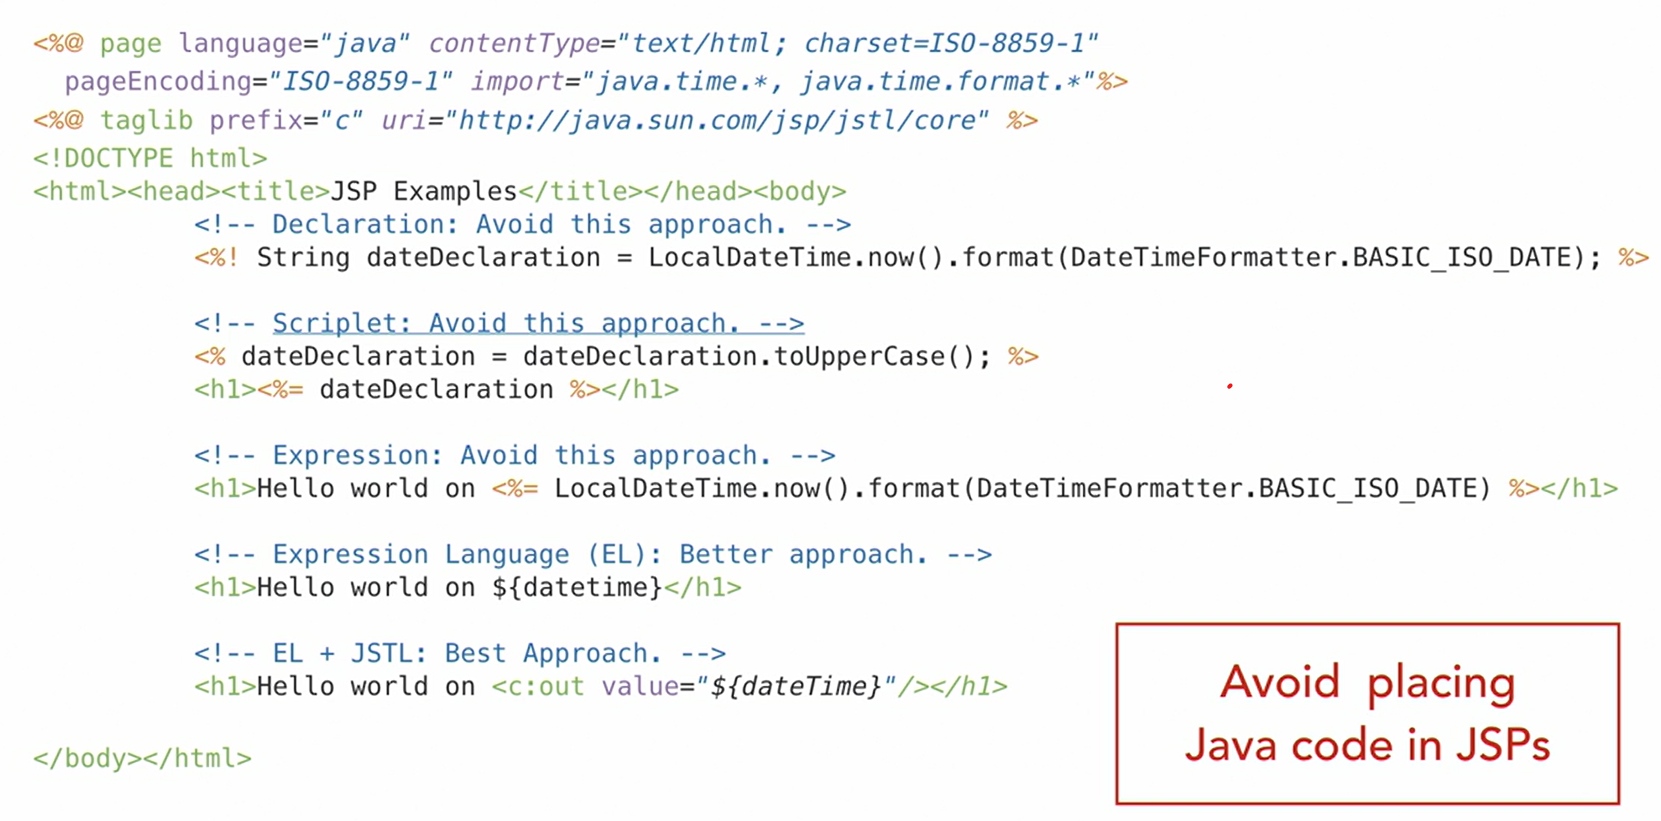 <%@ page language="java" contentType="text/html; charset=ISO-8859-1"
pageEncoding="ISO-8859-1" import="java.time.*, java.time.format.*"%>
<%@ taglib prefix="c" uri="http://java.sun.com/jsp/jstl/core" %>
<!DOCTYPE html>
<html><head><title>JSP Examples</title></head><body>
<!-- Declaration: Avoid this approach. -->
<%! String dateDeclaration = LocalDateTime.now().format(DateTimeFormatter.BASIC_ISO_DATE); %>
<!-- Scriplet: Avoid this approach. -->
<% dateDeclaration = dateDeclaration.toUpperCase(); %>
<h1><%= dateDeclaration %></h1>
<!-- Expression: Avoid this approach. -->
<h1>Hello world on <%= LocalDateTime.now().format(DateTimeFormatter.BASIC_ISO_DATE) %></h1>
<!-- Expression Language (EL): Better approach. -->
<h1>Hello world on ${datetime}</h1>
<!-- EL + JSTL: Best Approach. -->
<h1>Hello world on <c:out value="${dateTime}"/></h1>
</body></html>
Avoid placing
Java code in JSPs